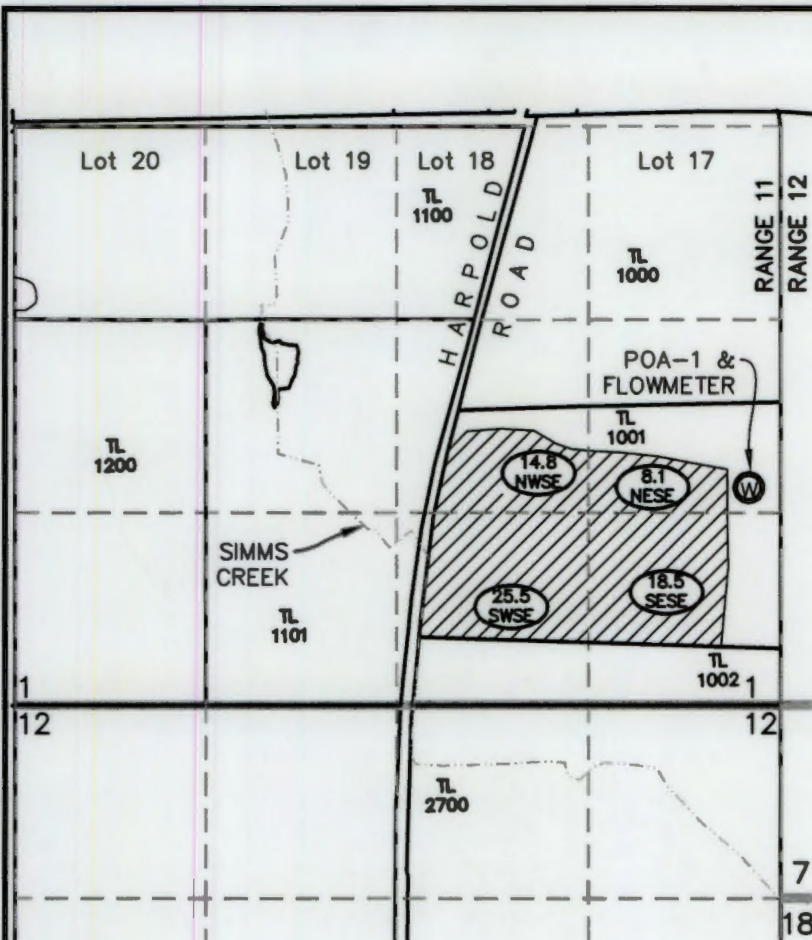 Lot 20
Lot 19
Lot 18
Lot 17
TL
1100
HARPOLD
ROAD
TL
1000
RANGE 11
RANGE 12
POA-1 &
FLOWMETER
TL
1001
TL
1200
14.8
NWSE
8.1
NESE
W
SIMMS
CREEK
25.5
SWSE
18.5
SESE
TL
1101
TL
1002
1
1
12
12
TL
2700
7
18